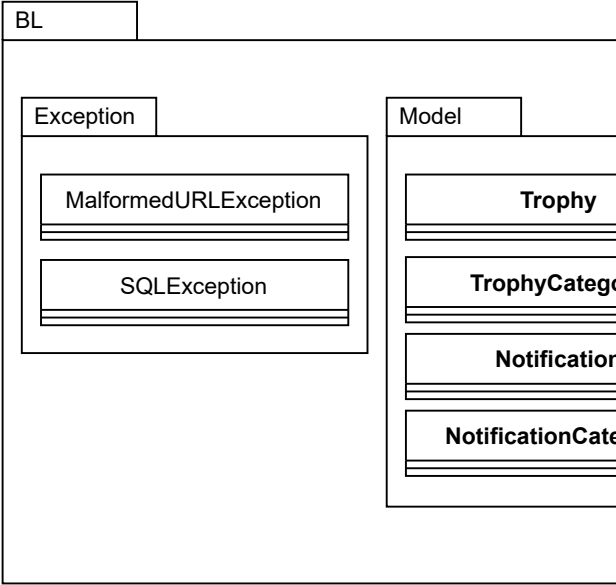 BL
Exception
Model
MalformedURLException
Trophy
SQLException
TrophyCatego
Notification
NotificationCate